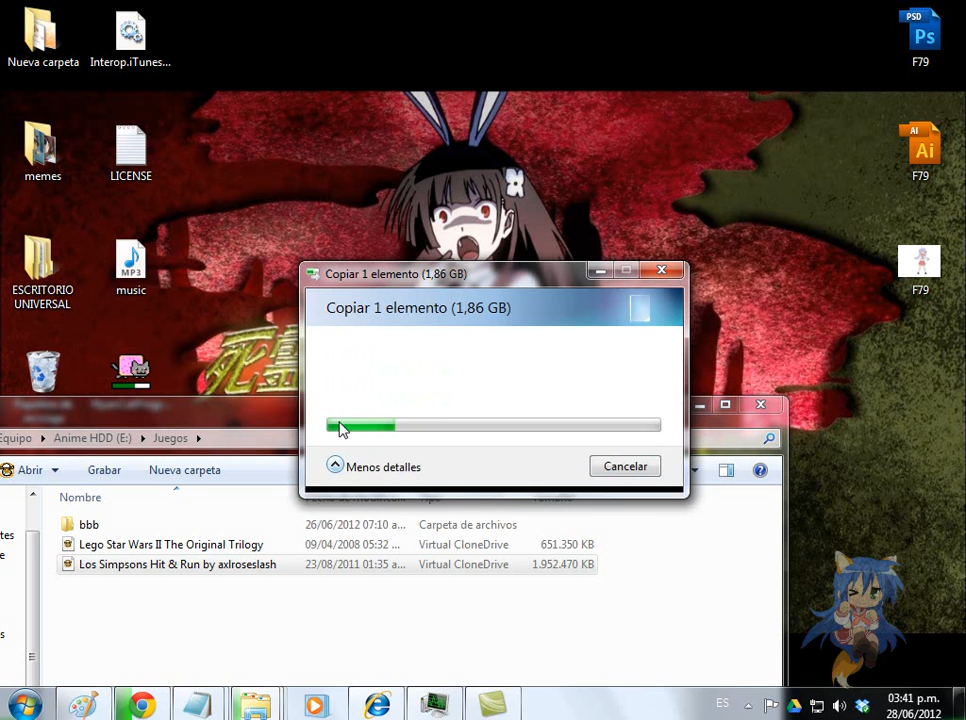 PSD
Ps
Nueva carpeta
Interop.iTunes...
F79
AI
Ai
memes
LICENSE
F79
MP3
ESCRITORIO
UNIVERSAL
music
F79
Copiar 1 elemento (1,86 GB)
Copiar 1 elemento (1,86 GB)
死霊
Equipo Anime HDD (E:) Juegos
Menos detalles
Cancelar
Abrir
Grabar
Nueva carpeta
Nombre
bbb 26/06/2012 07:10 a... Carpeta de archivos
Lego Star Wars II The Original Trilogy 09/04/2008 05:32 ... Virtual CloneDrive 651.350 KB
Los Simpsons Hit & Run by axlroseslash 23/08/2011 01:35 a... Virtual CloneDrive 1.952.470 KB
ES
03:41 p.m.
28/06/2012